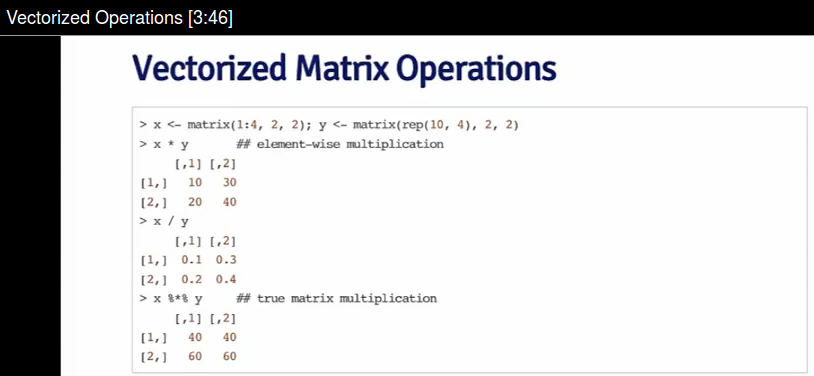 Vectorized Operations [3:46]
Vectorized Matrix Operations
> x <- matrix(1:4, 2, 2); y <- matrix(rep(10, 4), 2, 2)
> x * y ## element-wise multiplication
[,1] [,2]
[1,] 10 30
[2,] 20 40
> x / y
[,1] [,2]
[1,] 0.1 0.3
[2,] 0.2 0.4
> x %*% y ## true matrix multiplication
[,1] [,2]
[1,] 40 40
[2,] 60 60